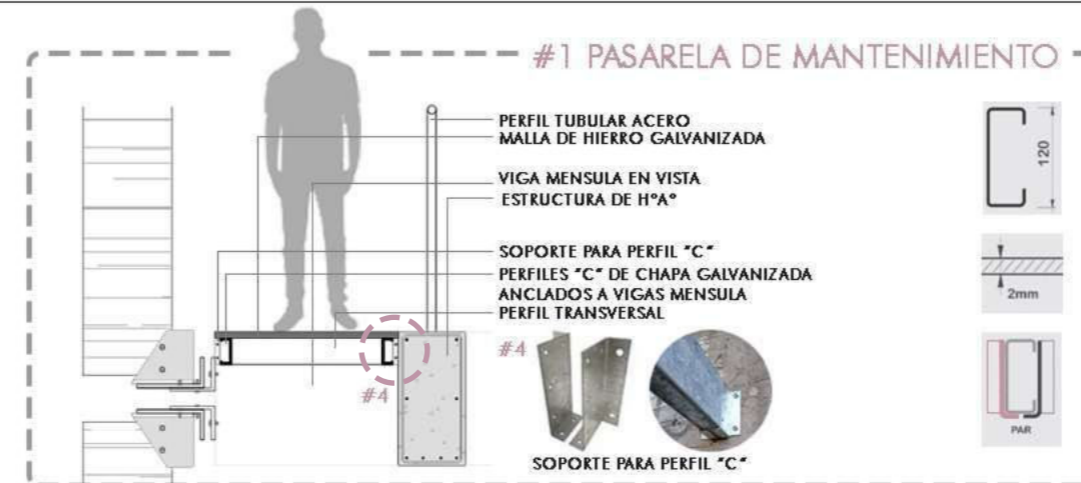 #1 PASARELA DE MANTENIMIENTO
PERFIL TUBULAR ACERO
MALLA DE HIERRO GALVANIZADA
VIGA MENSULA EN VISTA
ESTRUCTURA DE HºAº
SOPORTE PARA PERFIL "C"
PERFILES "C" DE CHAPA GALVANIZADA
ANCLADOS A VIGAS MENSULA
PERFIL TRANSVERSAL
#4
#4
SOPORTE PARA PERFIL "C"
120
2mm
PAR